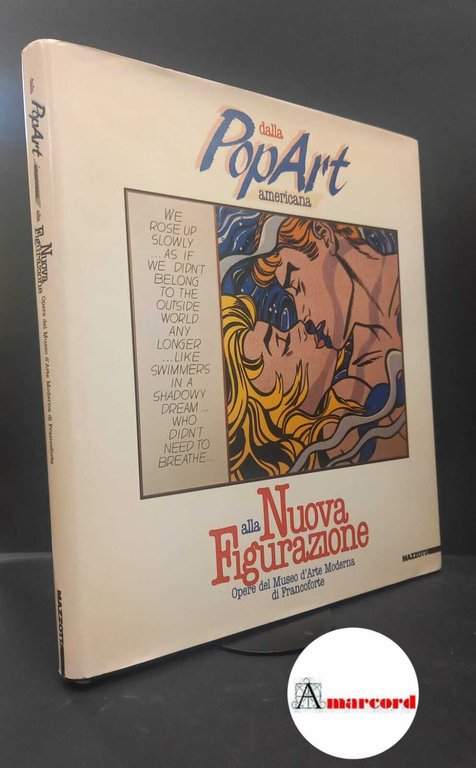 dalla
PopArt
americana
WE
ROSE UP
SLOWLY
...AS IF
WE DIDN'T
BELONG
TO THE
OUTSIDE
WORLD
ANY
LONGER
...LIKE
SWIMMERS
IN A
SHADOWY
DREAM...
WHO
DIDN'T
NEED TO
BREATHE...
alla Nuova
Figurazione
Opere del Museo d'Arte Moderna
di Francoforte
MAZZOTTA
dalla
PopArt
americana
alla
Nuova
Figurazione
Opere del Museo d'Arte Moderna di Francoforte
MAZZOTTA
Amarcord